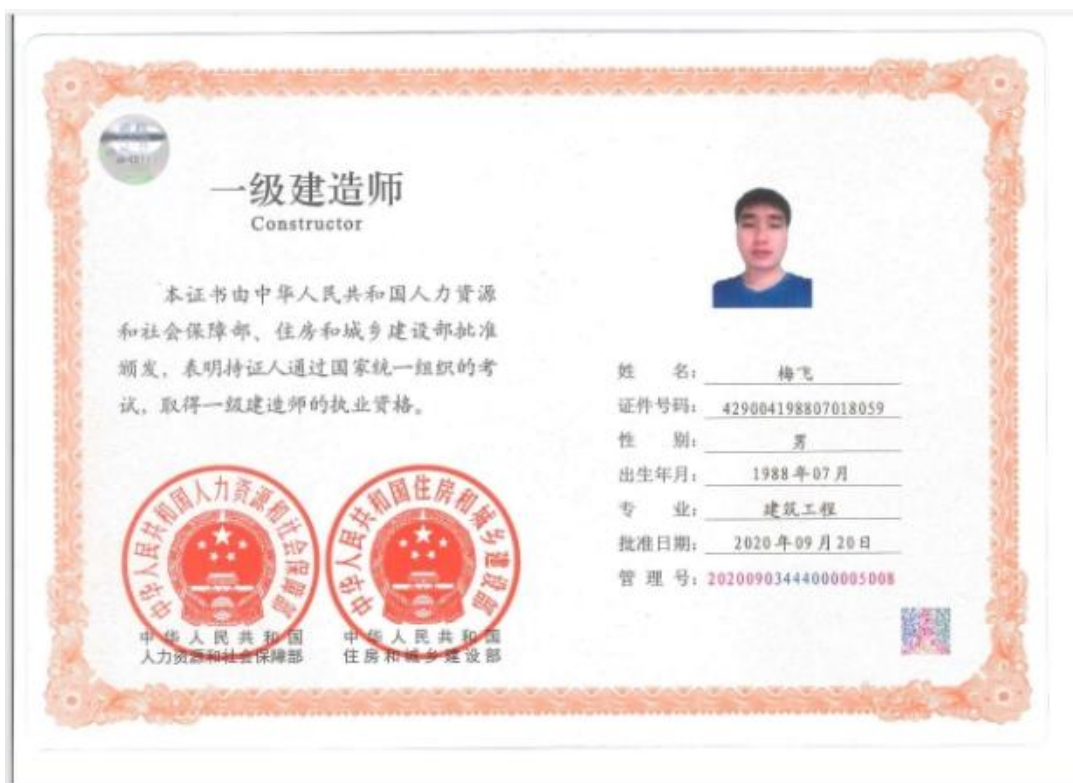 一级建造师
Constructor
本证书由中华人民共和国人力资源
和社会保障部、住房和城乡建设部批准
颁发，表明持证人通过国家统一组织的考
试，取得一级建造师的执业资格。
中华人民共和国人力资源和社会保障部
中华人民共和国住房和城乡建设部
中华人民共和国
人力资源和社会保障部
中华人民共和国
住房和城乡建设部
姓 名：梅飞
证件号码：429004198807018059
性 别：男
出生年月：1988年07月
专 业：建筑工程
批准日期：2020年09月20日
管 理 号：20200903444000005008